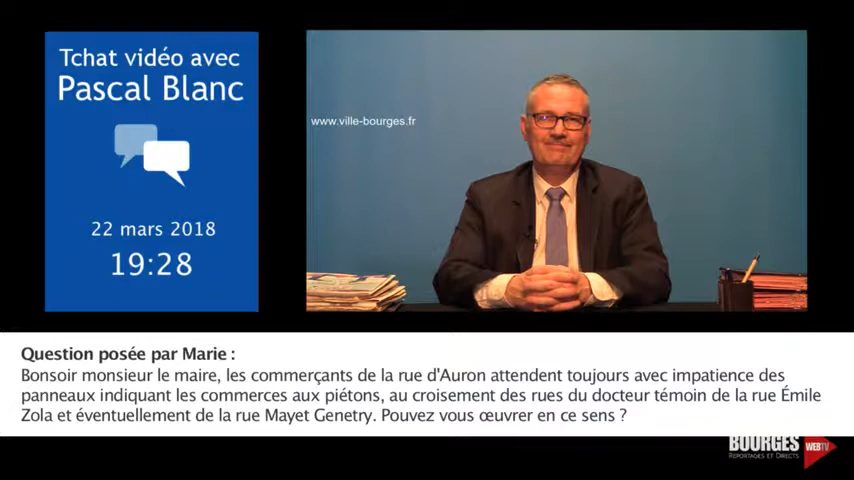 Tchat vidéo avec
Pascal Blanc
www.ville-bourges.fr
22 mars 2018
19:28
Question posée par Marie :
Bonsoir monsieur le maire, les commerçants de la rue d'Auron attendent toujours avec impatience des
panneaux indiquant les commerces aux piétons, au croisement des rues du docteur témoin de la rue Émile
Zola et éventuellement de la rue Mayet Genetry. Pouvez vous œuvrer en ce sens ?
BOURGES
REPORTAGES ET DIRECTS
WEBTV